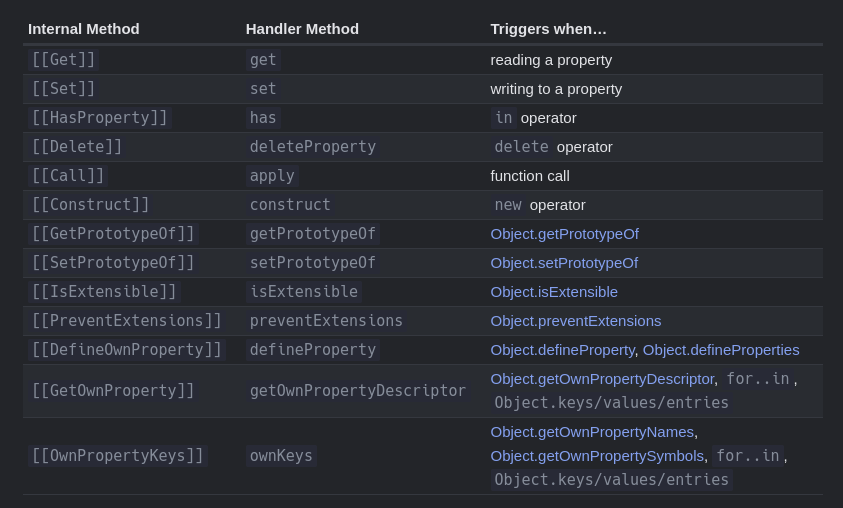 Internal Method Handler Method Triggers when…
[[Get]] get reading a property
[[Set]] set writing to a property
[[HasProperty]] has in operator
[[Delete]] deleteProperty delete operator
[[Call]] apply function call
[[Construct]] construct new operator
[[GetPrototypeOf]] getPrototypeOf Object.getPrototypeOf
[[SetPrototypeOf]] setPrototypeOf Object.setPrototypeOf
[[IsExtensible]] isExtensible Object.isExtensible
[[PreventExtensions]] preventExtensions Object.preventExtensions
[[DefineOwnProperty]] defineProperty Object.defineProperty, Object.defineProperties
[[GetOwnProperty]] getOwnPropertyDescriptor Object.getOwnPropertyDescriptor, for..in,
Object.keys/values/entries
[[OwnPropertyKeys]] ownKeys Object.getOwnPropertyNames,
Object.getOwnPropertySymbols, for..in,
Object.keys/values/entries